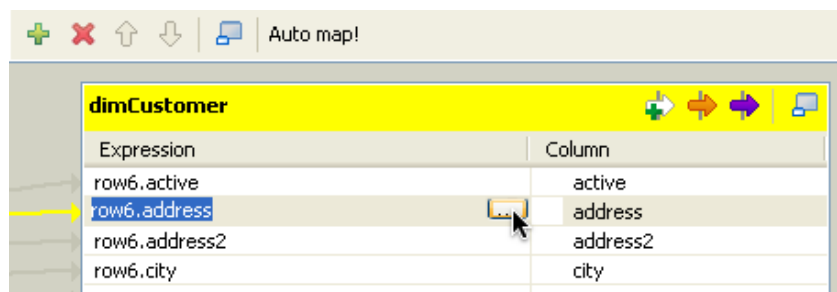 Auto map!
dimCustomer
Expression Column
row6.active active
row6.address ... address
row6.address2 address2
row6.city city